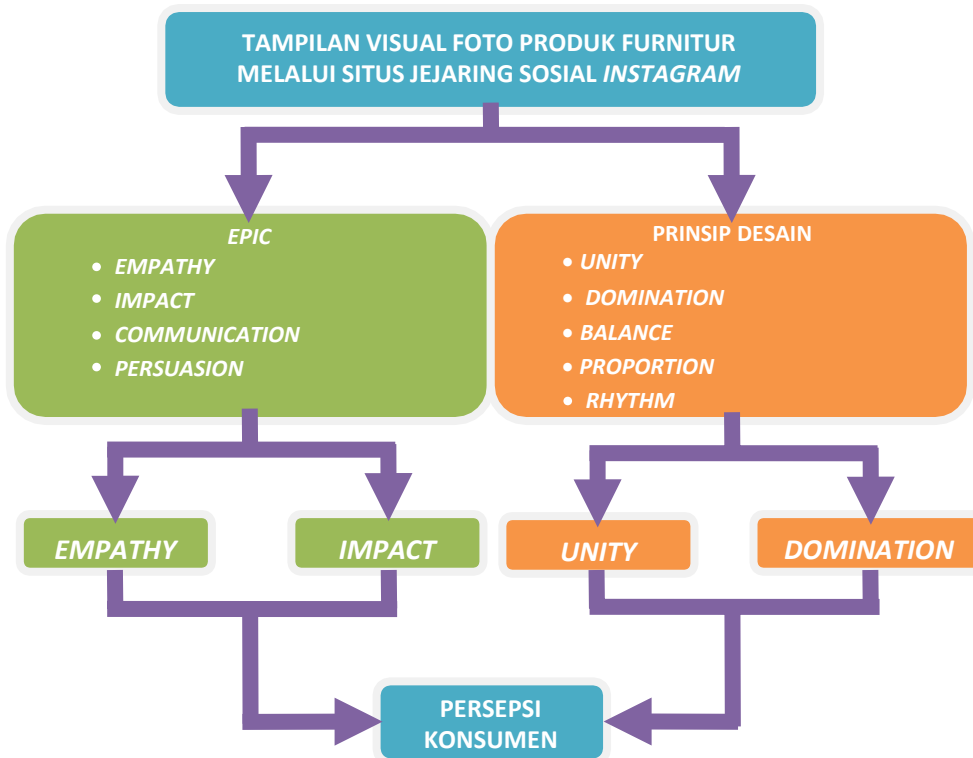 TAMPILAN VISUAL FOTO PRODUK FURNITUR
MELALUI SITUS JEJARING SOSIAL INSTAGRAM
EPIC
• EMPATHY
• IMPACT
• COMMUNICATION
• PERSUASION
PRINSIP DESAIN
• UNITY
• DOMINATION
• BALANCE
• PROPORTION
• RHYTHM
EMPATHY
IMPACT
UNITY
DOMINATION
PERSEPSI
KONSUMEN